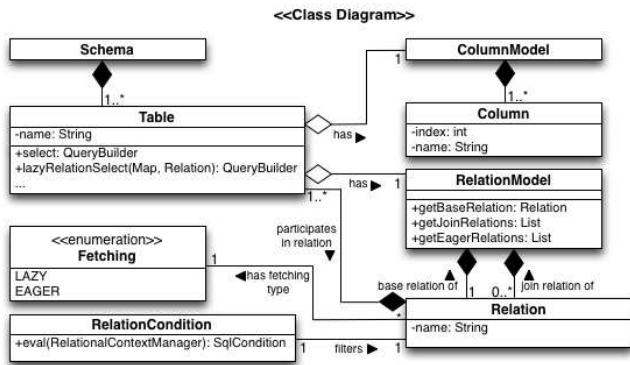 <<Class Diagram>>
Schema
1..*
Table
-name: String
+select: QueryBuilder
+lazyRelationSelect(Map, Relation): QueryBuilder
...
has
1
ColumnModel
1..*
Column
-index: int
-name: String
has
1
RelationModel
+getBaseRelation: Relation
+getJoinRelations: List
+getEagerRelations: List
1..*
participates
in relation
<<enumeration>>
Fetching
LAZY
EAGER
1
has fetching
type
*
base relation of
1
0..*
join relation of
Relation
-name: String
RelationCondition
+eval(RelationalContextManager): SqlCondition
1
filters
1